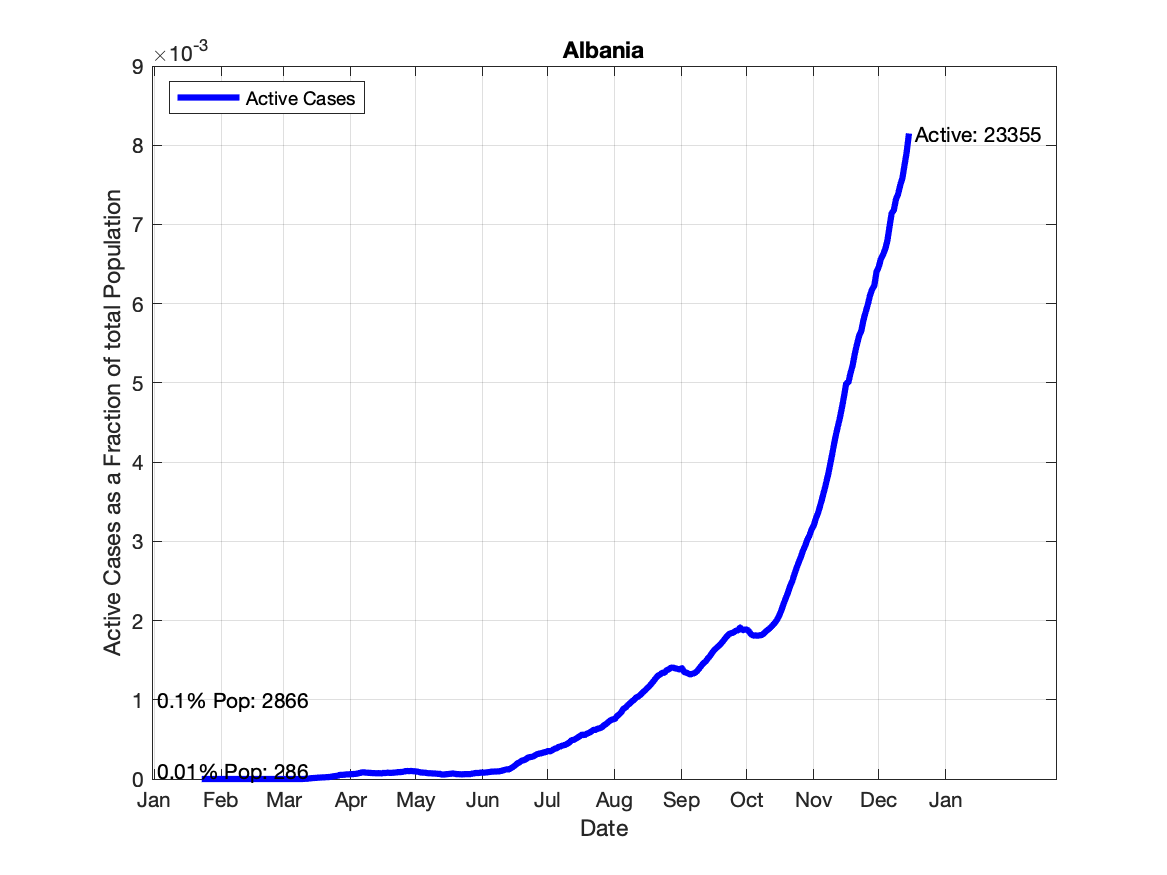 Albania
×10-3
Active Cases
9
8
7
6
5
4
3
2
1
0
Active: 23355
0.1% Pop: 2866
0.01% Pop: 286
Active Cases as a Fraction of total Population
Jan Feb Mar Apr May Jun Jul Aug Sep Oct Nov Dec Jan
Date